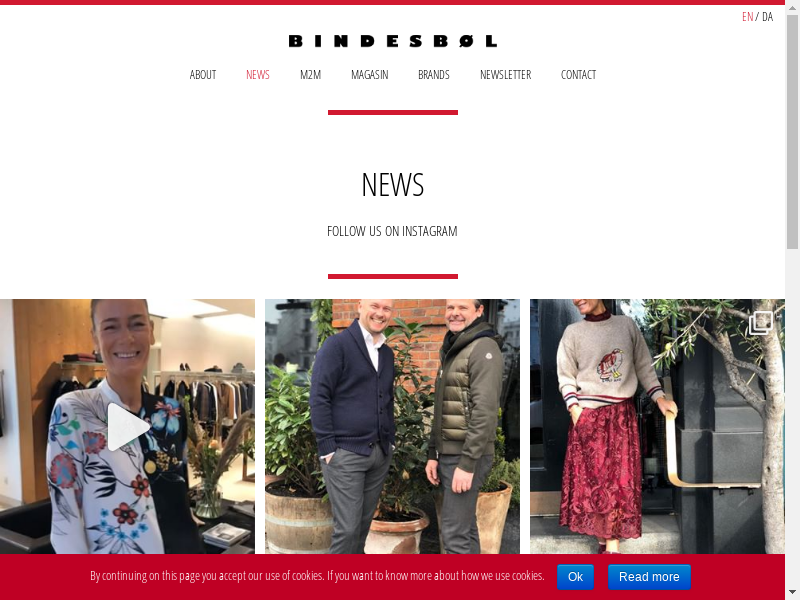 EN / DA
BINDESBØL
ABOUT NEWS M2M MAGASIN BRANDS NEWSLETTER CONTACT
NEWS
FOLLOW US ON INSTAGRAM
By continuing on this page you accept our use of cookies. If you want to know more about how we use cookies. Ok Read more